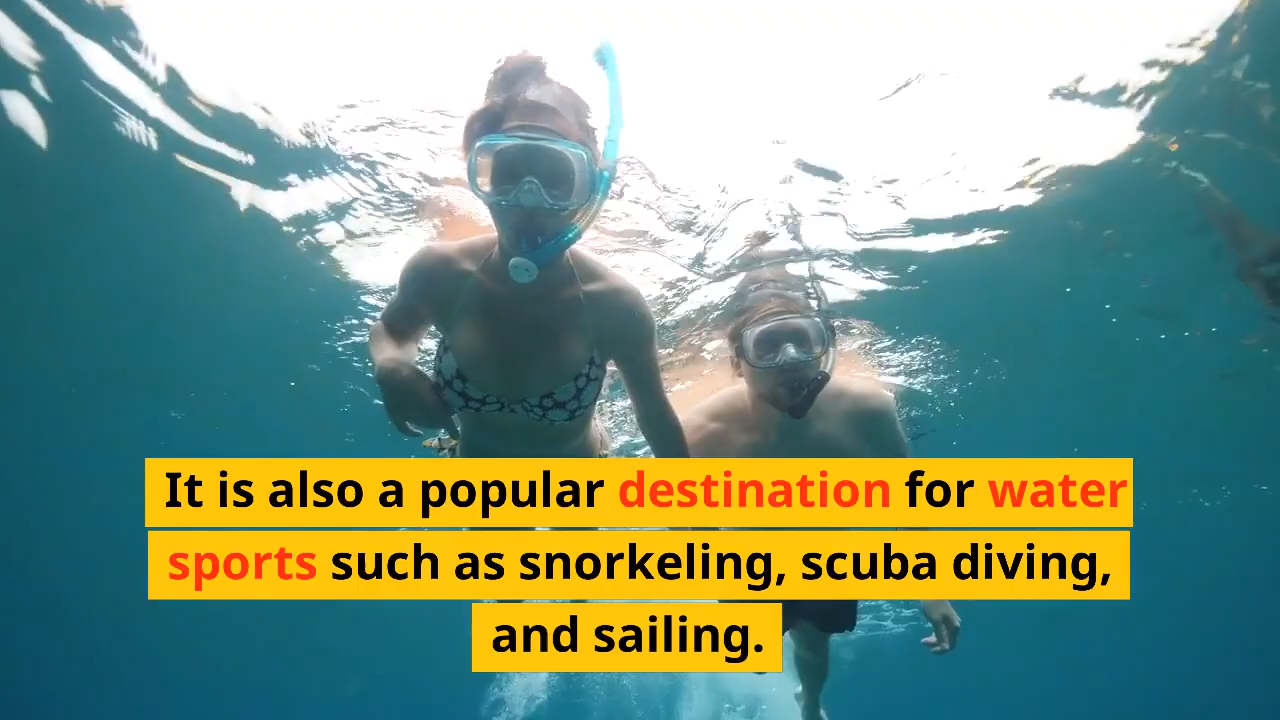 It is also a popular destination for water
sports such as snorkeling, scuba diving,
and sailing.